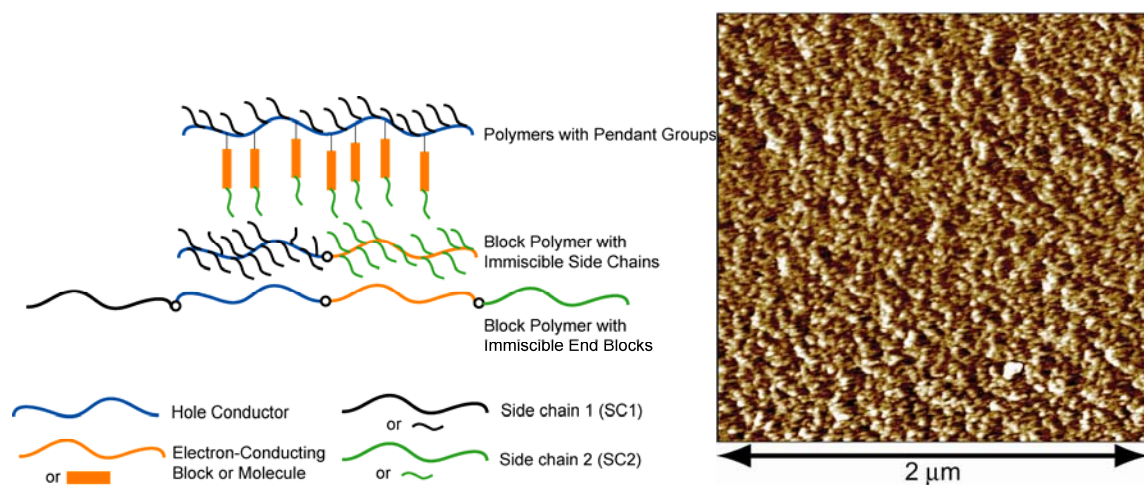 Polymers with Pendant Groups
Block Polymer with
Immiscible Side Chains
Block Polymer with
Immiscible End Blocks
Hole Conductor
Side chain 1 (SC1)
or
Electron-Conducting
Block or Molecule
or
Side chain 2 (SC2)
or
2 μm